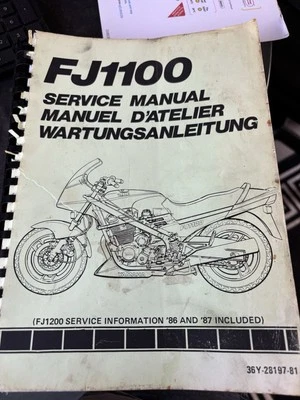 FJ1100
SERVICE MANUAL
MANUEL D'ATELIER
WARTUNGSANLEITUNG
(FJ1200 SERVICE INFORMATION '86 AND '87 INCLUDED)
36Y-28197-81